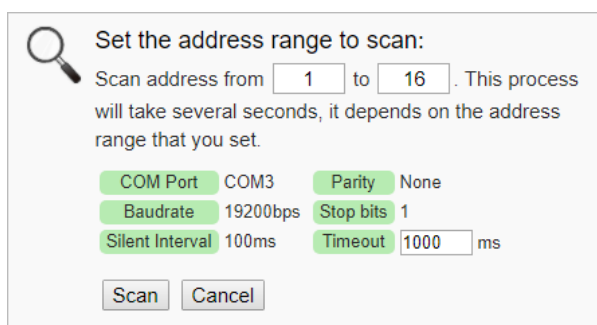 Set the address range to scan:
Scan address from 1 to 16 . This process
will take several seconds, it depends on the address
range that you set.
COM Port COM3 Parity None
Baudrate 19200bps Stop bits 1
Silent Interval 100ms Timeout 1000 ms
Scan Cancel